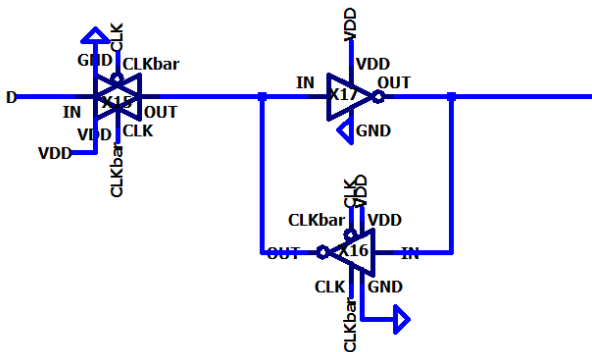 CLK
VDD
GND
CLKbar
VDD
D
IN
X15
OUT
IN
X17
OUT
VDD
CLK
GND
VDD
CLKbar
CLK
VDD
CLKbar
VDD
OUT
X16
IN
CLK
GND
CLKbar